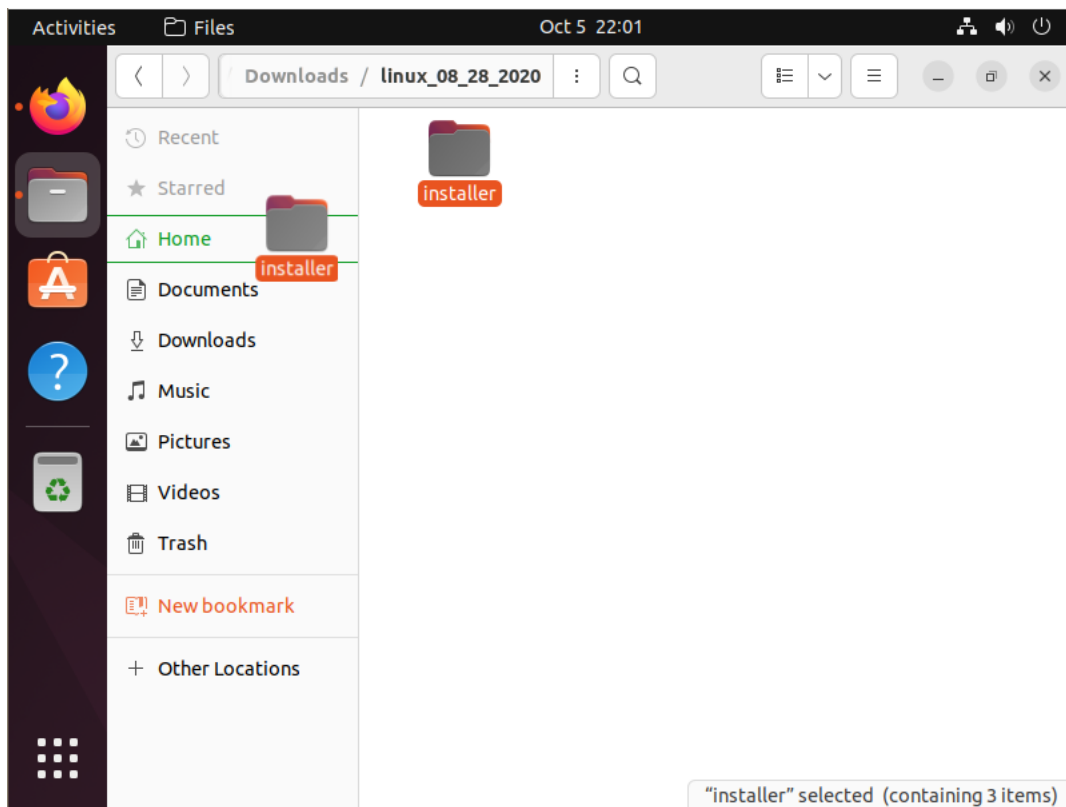 Activities Files Oct 5 22:01
Downloads / linux_08_28_2020
Recent
Starred
Home
Documents
Downloads
Music
Pictures
Videos
Trash
New bookmark
+ Other Locations
installer
installer
"installer" selected (containing 3 items)